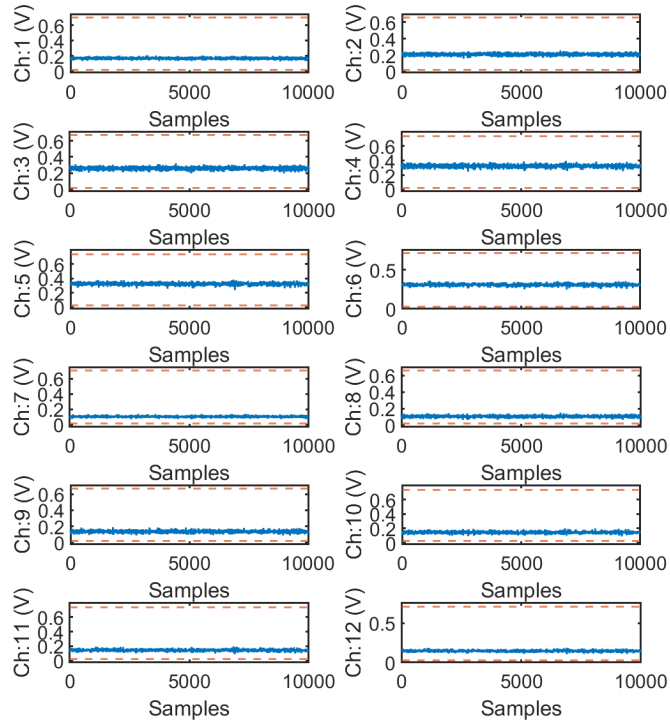 Ch:1 (V)
0.6
0.4
0.2
0
0 5000 10000
Samples
Ch:2 (V)
0.6
0.4
0.2
0
0 5000 10000
Samples
Ch:3 (V)
0.6
0.4
0.2
0
0 5000 10000
Samples
Ch:4 (V)
0.6
0.4
0.2
0
0 5000 10000
Samples
Ch:5 (V)
0.6
0.4
0.2
0
0 5000 10000
Samples
Ch:6 (V)
0.5
0
0 5000 10000
Samples
Ch:7 (V)
0.6
0.4
0.2
0
0 5000 10000
Samples
Ch:8 (V)
0.6
0.4
0.2
0
0 5000 10000
Samples
Ch:9 (V)
0.6
0.4
0.2
0
0 5000 10000
Samples
Ch:10 (V)
0.6
0.4
0.2
0
0 5000 10000
Samples
Ch:11 (V)
0.6
0.4
0.2
0
0 5000 10000
Samples
Ch:12 (V)
0.5
0
0 5000 10000
Samples